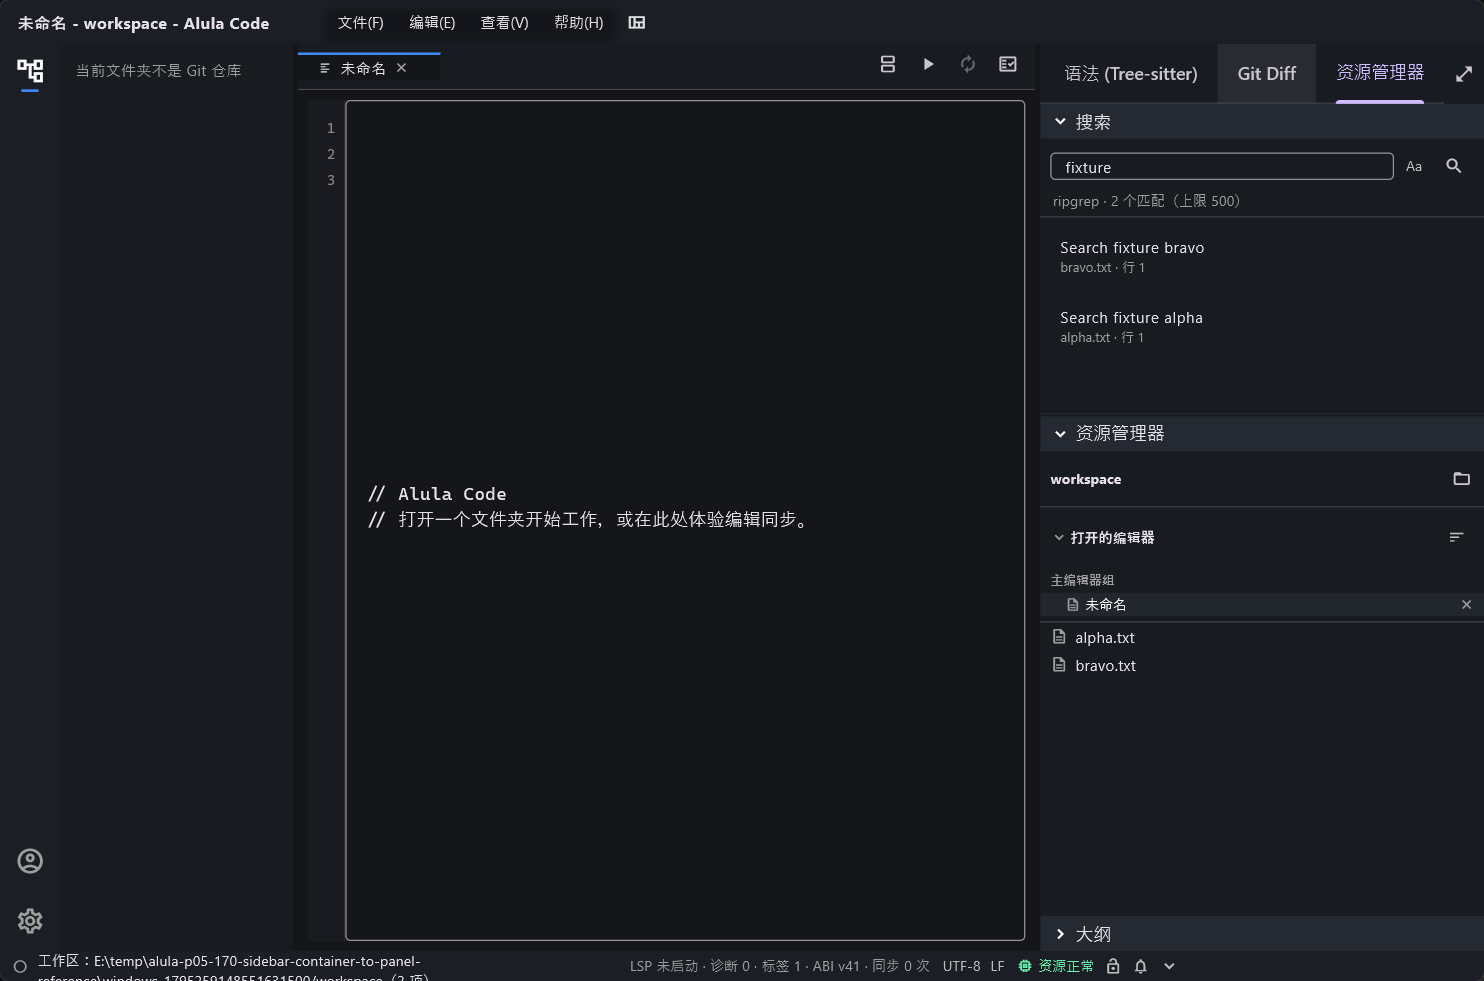 未命名 - workspace - Alula Code
文件(F) 编辑(E) 查看(V) 帮助(H)
当前文件夹不是 Git 仓库
未命名
1
2
3
// Alula Code
// 打开一个文件夹开始工作，或在此处体验编辑同步。
语法 (Tree-sitter) Git Diff 资源管理器
搜索
fixture Aa
ripgrep · 2 个匹配（上限 500）
Search fixture bravo
bravo.txt · 行 1
Search fixture alpha
alpha.txt · 行 1
资源管理器
workspace
打开的编辑器
主编辑器组
未命名
alpha.txt
bravo.txt
大纲
工作区：E:\temp\alula-p05-170-sidebar-container-to-panel-
reference\windows-1795259148551631500/workspace（2 项）
LSP 未启动 · 诊断 0 · 标签 1 · ABI v41 · 同步 0 次 UTF-8 LF 资源正常